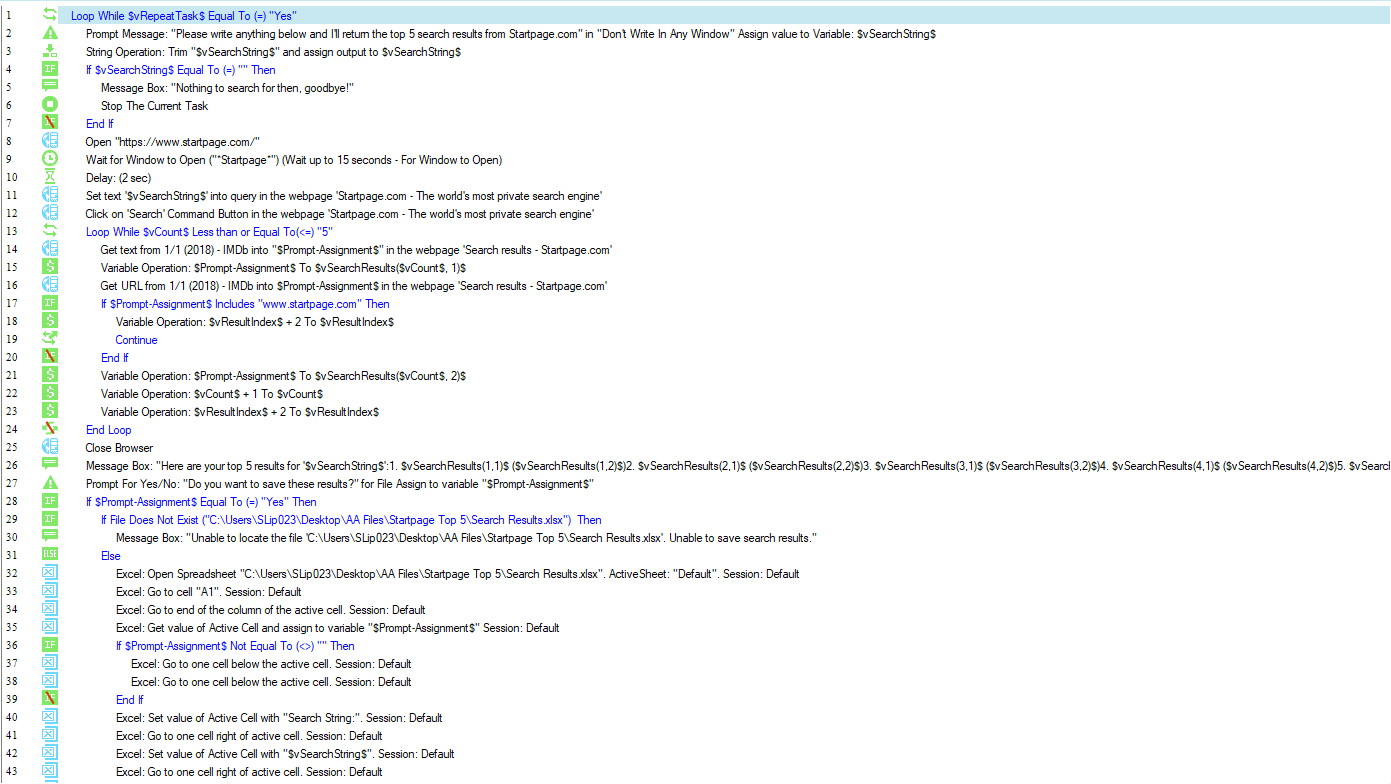 1 Loop While $vRepeatTask$ Equal To (=) "Yes"
2 Prompt Message: "Please write anything below and I'll return the top 5 search results from Startpage.com" in "Don't Write In Any Window" Assign value to Variable: $vSearchString$
3 String Operation: Trim "$vSearchString$" and assign output to $vSearchString$
4 IF If $vSearchString$ Equal To (=) "" Then
5 Message Box: "Nothing to search for then, goodbye!"
6 Stop The Current Task
7 End If
8 Open "https://www.startpage.com/"
9 Wait for Window to Open ("*Startpage*") (Wait up to 15 seconds - For Window to Open)
10 Delay: (2 sec)
11 Set text '$vSearchString$' into query in the webpage 'Startpage.com - The world's most private search engine'
12 Click on 'Search' Command Button in the webpage 'Startpage.com - The world's most private search engine'
13 Loop While $vCount$ Less than or Equal To(<=) "5"
14 Get text from 1/1 (2018) - IMDb into "$Prompt-Assignment$" in the webpage 'Search results - Startpage.com'
15 $ Variable Operation: $Prompt-Assignment$ To $vSearchResults($vCount$, 1)$
16 Get URL from 1/1 (2018) - IMDb into $Prompt-Assignment$ in the webpage 'Search results - Startpage.com'
17 IF If $Prompt-Assignment$ Includes "www.startpage.com" Then
18 $ Variable Operation: $vResultIndex$ + 2 To $vResultIndex$
19 Continue
20 End If
21 $ Variable Operation: $Prompt-Assignment$ To $vSearchResults($vCount$, 2)$
22 $ Variable Operation: $vCount$ + 1 To $vCount$
23 $ Variable Operation: $vResultIndex$ + 2 To $vResultIndex$
24 End Loop
25 Close Browser
26 Message Box: "Here are your top 5 results for '$vSearchString$':1. $vSearchResults(1,1)$ ($vSearchResults(1,2)$)2. $vSearchResults(2,1)$ ($vSearchResults(2,2)$)3. $vSearchResults(3,1)$ ($vSearchResults(3,2)$)4. $vSearchResults(4,1)$ ($vSearchResults(4,2)$)5. $vSearc
27 Prompt For Yes/No: "Do you want to save these results?" for File Assign to variable "$Prompt-Assignment$"
28 IF If $Prompt-Assignment$ Equal To (=) "Yes" Then
29 IF If File Does Not Exist ("C:\Users\SLip023\Desktop\AA Files\Startpage Top 5\Search Results.xlsx") Then
30 Message Box: "Unable to locate the file 'C:\Users\SLip023\Desktop\AA Files\Startpage Top 5\Search Results.xlsx'. Unable to save search results."
31 ELSE Else
32 Excel: Open Spreadsheet "C:\Users\SLip023\Desktop\AA Files\Startpage Top 5\Search Results.xlsx". ActiveSheet: "Default". Session: Default
33 Excel: Go to cell "A1". Session: Default
34 Excel: Go to end of the column of the active cell. Session: Default
35 Excel: Get value of Active Cell and assign to variable "$Prompt-Assignment$" Session: Default
36 IF If $Prompt-Assignment$ Not Equal To (<>) "" Then
37 Excel: Go to one cell below the active cell. Session: Default
38 Excel: Go to one cell below the active cell. Session: Default
39 End If
40 Excel: Set value of Active Cell with "Search String:". Session: Default
41 Excel: Go to one cell right of active cell. Session: Default
42 Excel: Set value of Active Cell with "$vSearchString$". Session: Default
43 Excel: Go to one cell right of active cell. Session: Default